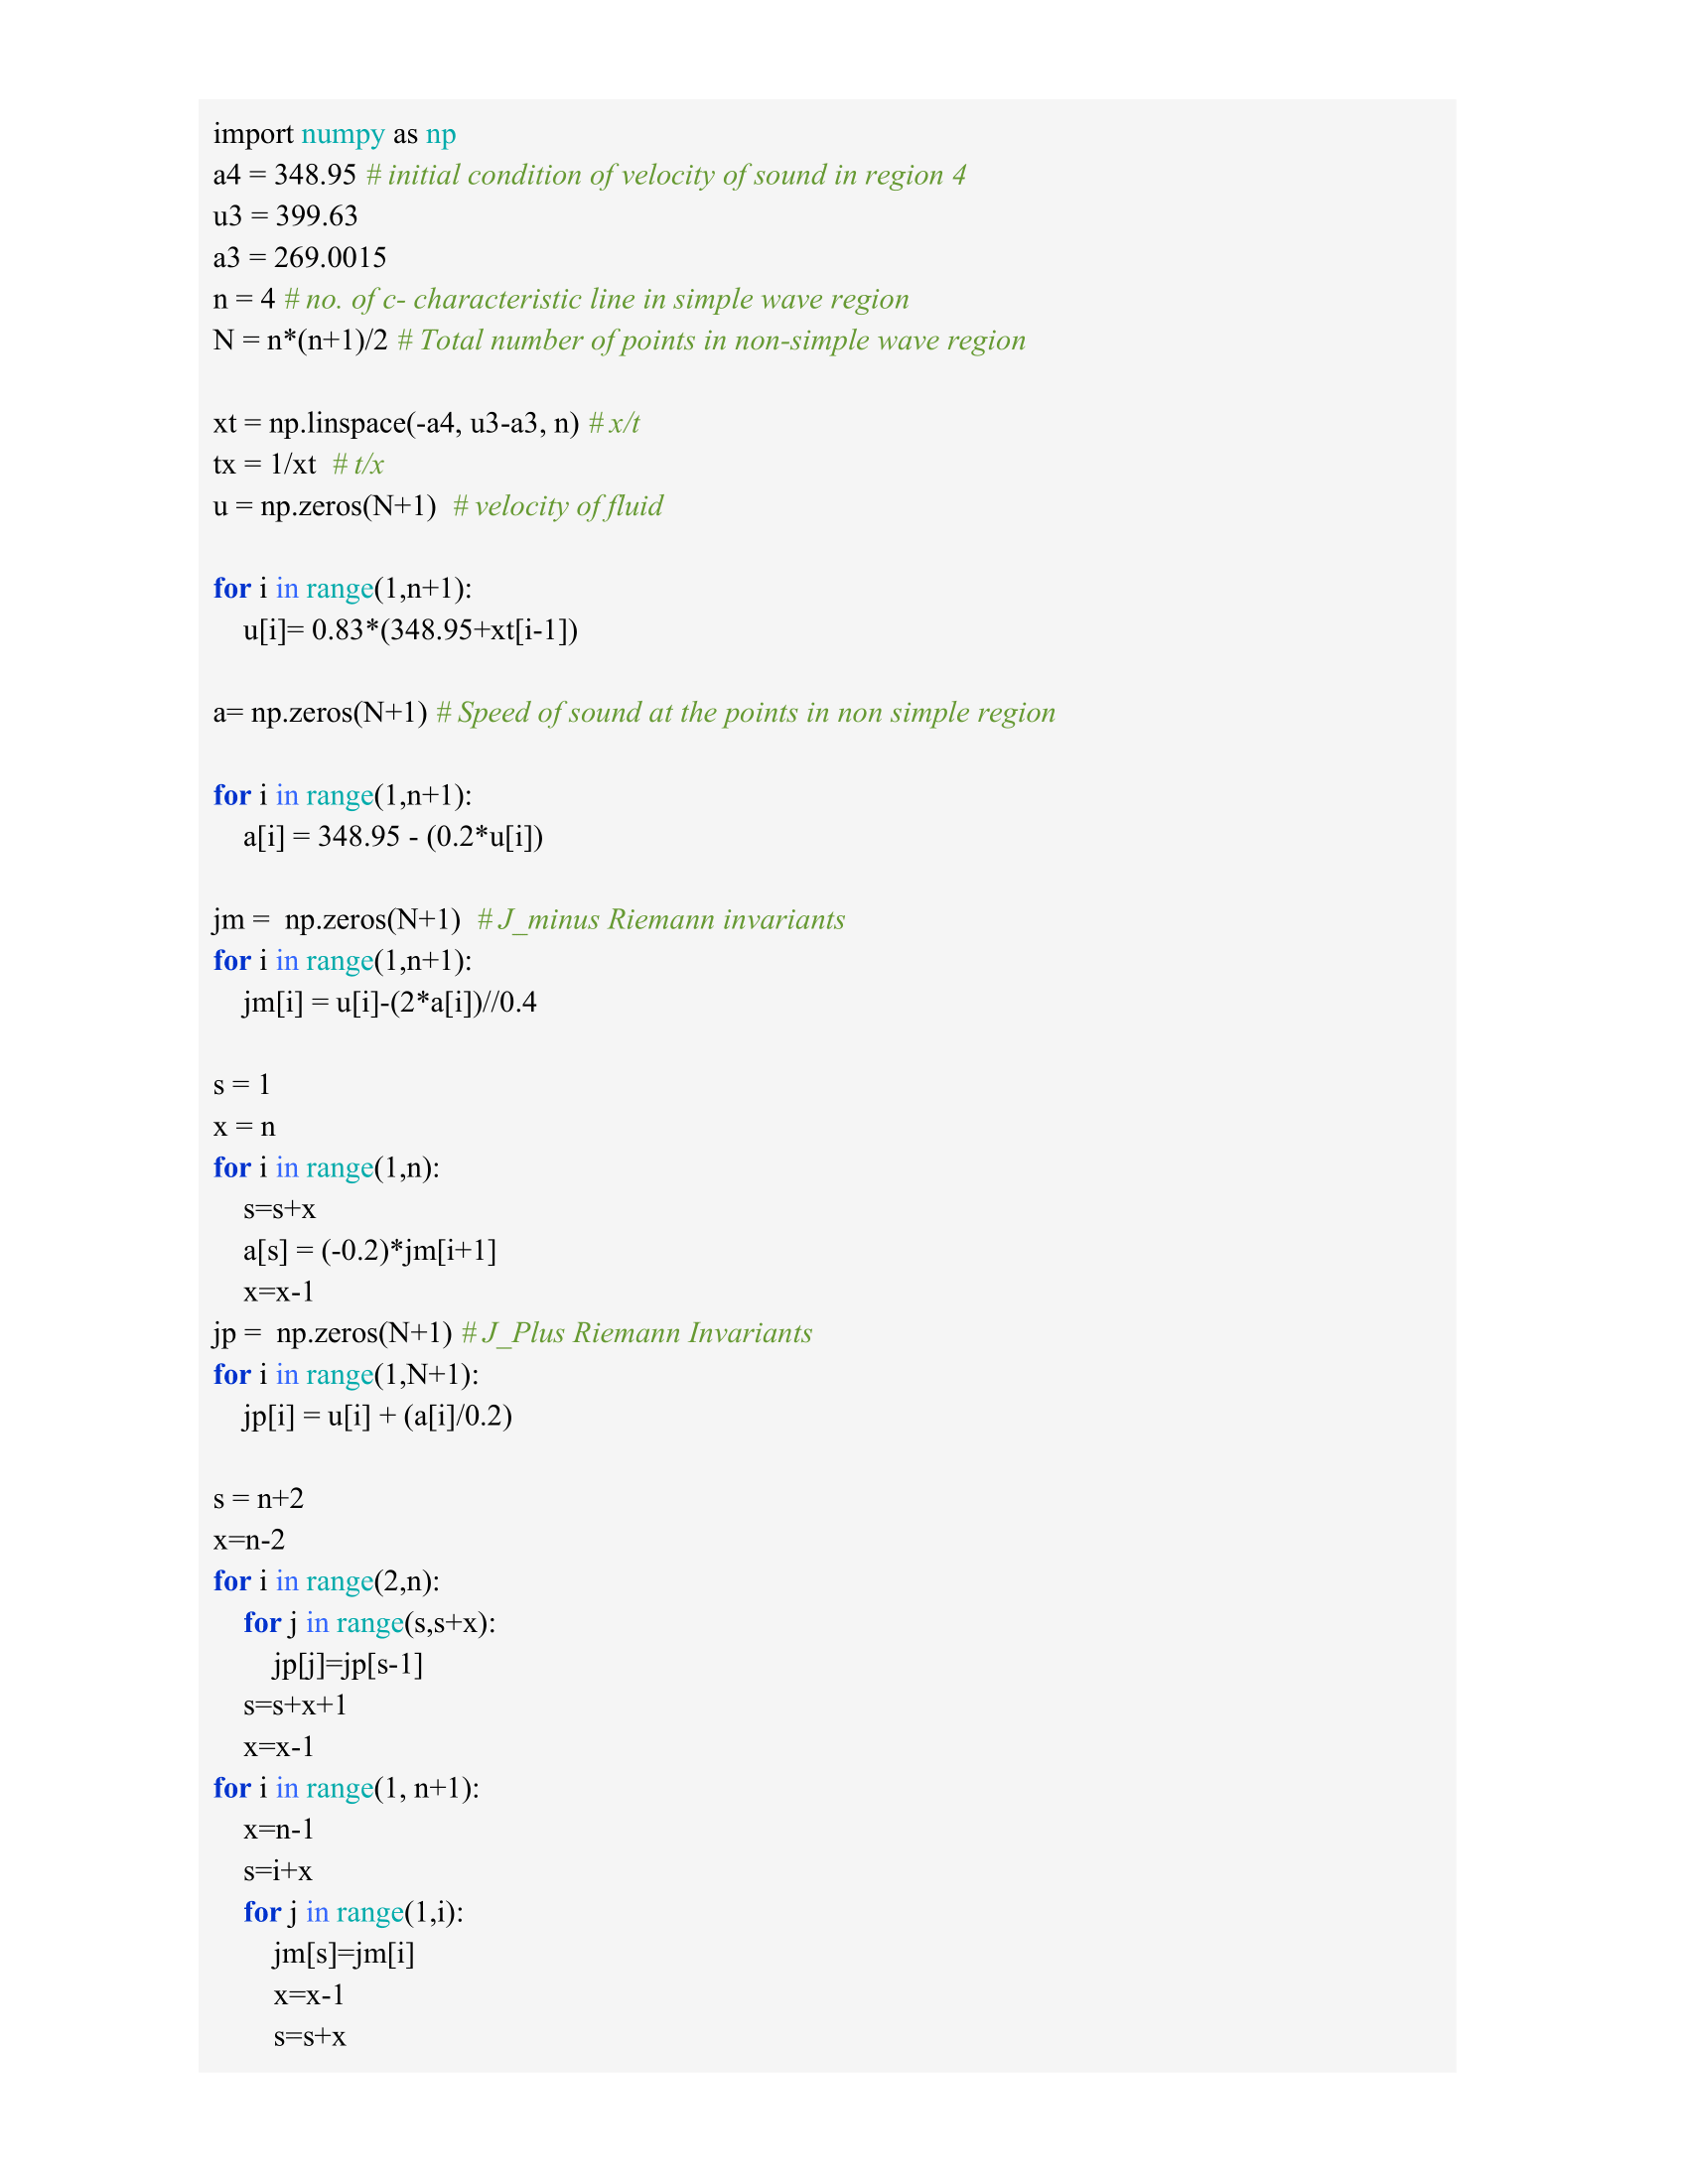 import numpy as np
a4 = 348.95 # initial condition of velocity of sound in region 4
u3 = 399.63
a3 = 269.0015
n = 4 # no. of c- characteristic line in simple wave region
N = n*(n+1)/2 # Total number of points in non-simple wave region
xt = np.linspace(-a4, u3-a3, n) # x/t
tx = 1/xt  # t/x
u = np.zeros(N+1)  # velocity of fluid
for i in range(1,n+1):
    u[i]= 0.83*(348.95+xt[i-1])
a= np.zeros(N+1) # Speed of sound at the points in non simple region
for i in range(1,n+1):
    a[i] = 348.95 - (0.2*u[i])
jm =  np.zeros(N+1)  # J_minus Riemann invariants
for i in range(1,n+1):
    jm[i] = u[i]-(2*a[i])//0.4
s = 1
x = n
for i in range(1,n):
    s=s+x
    a[s] = (-0.2)*jm[i+1]
    x=x-1
jp =  np.zeros(N+1) # J_Plus Riemann Invariants
for i in range(1,N+1):
    jp[i] = u[i] + (a[i]/0.2)
s = n+2
x=n-2
for i in range(2,n):
    for j in range(s,s+x):
        jp[j]=jp[s-1]
    s=s+x+1
    x=x-1
for i in range(1, n+1):
    x=n-1
    s=i+x
    for j in range(1,i):
        jm[s]=jm[i]
        x=x-1
        s=s+x